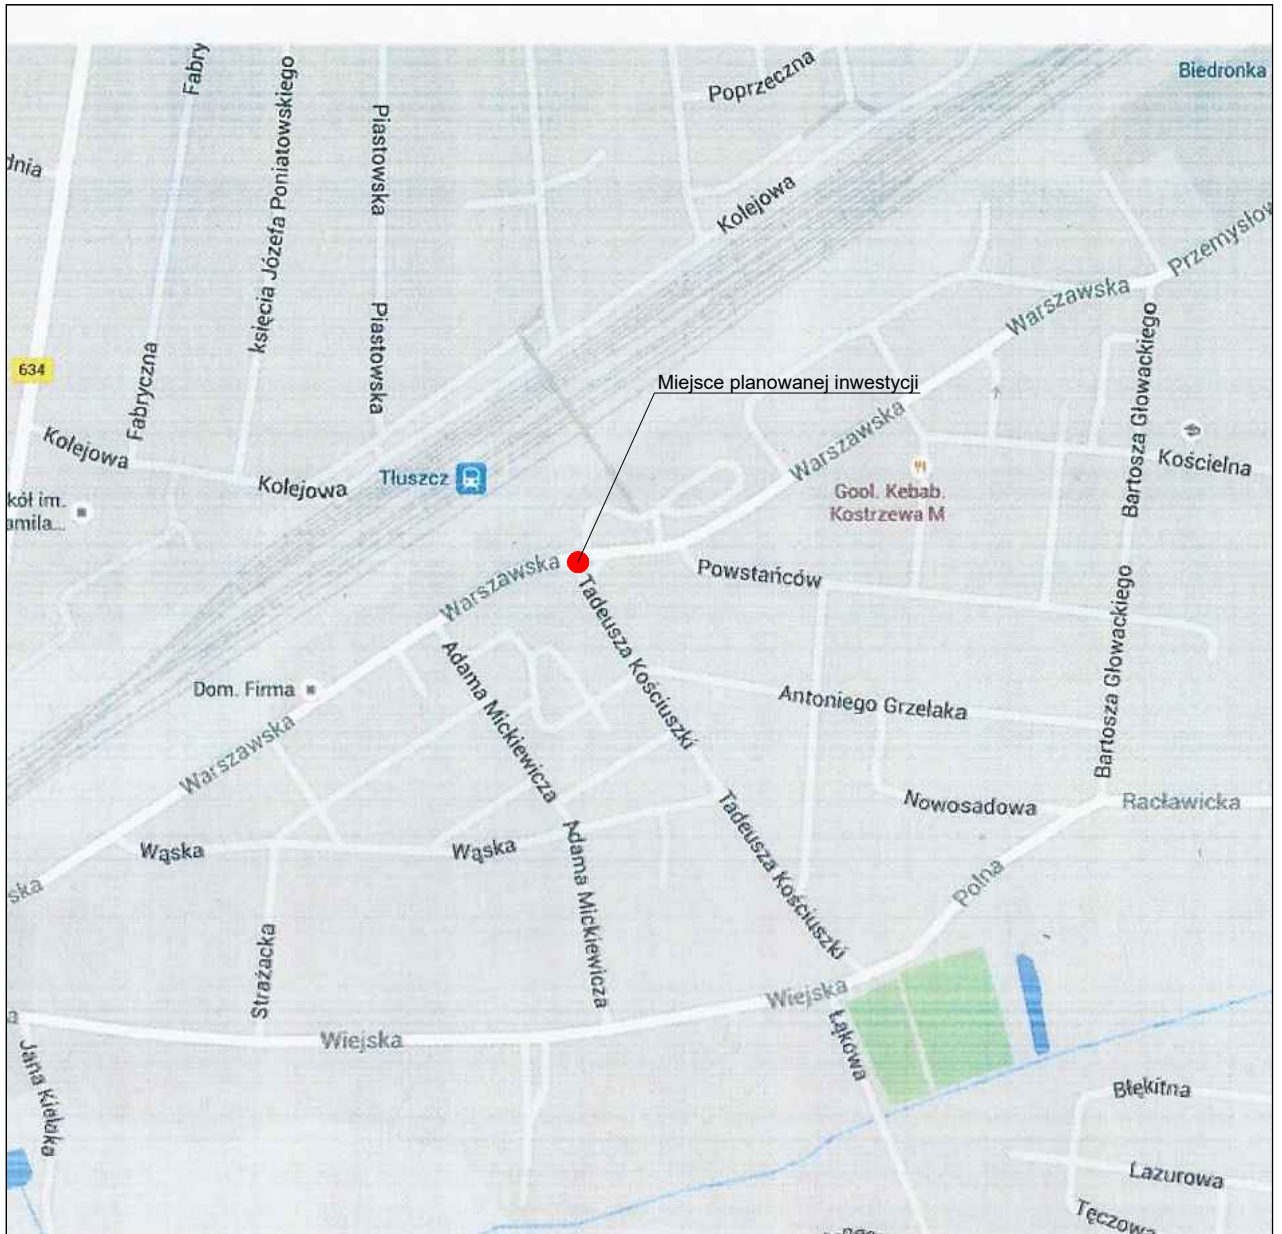 Fabry
księcia Józefa Poniatowskiego
Piastowska
Poprzeczna
Biedronka
dnia
Kolejowa
Przemysłow
Warszawska
Piastowska
634
Fabryczna
Bartosza Głowackiego
Miejsce planowanej inwestycji
Kolejowa
Kolejowa
Tłuszcz
Warszawska
Kościelna
Gool. Kebab.
Kostrzewa M
kół im.
amila...
Warszawska
Powstańców
Tadeusza Kościuszki
Bartosza Głowackiego
Adama Mickiewicza
Dom. Firma
Antoniego Grzelaka
Warszawska
Nowosadowa
Racławicka
Wąska
Wąska
Tadeusza Kościuszki
Adama Mickiewicza
Polna
ska
Strażacka
Wiejska
a
Wiejska
Łąkowa
Jana Kielaka
Błękitna
Lazurowa
Tęczowa